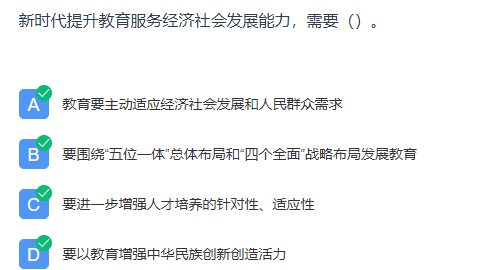 新时代提升教育服务经济社会发展能力，需要（）。
A 教育要主动适应经济社会发展和人民群众需求
B 要围绕“五位一体”总体布局和“四个全面”战略布局发展教育
C 要进一步增强人才培养的针对性、适应性
D 要以教育增强中华民族创新创造活力